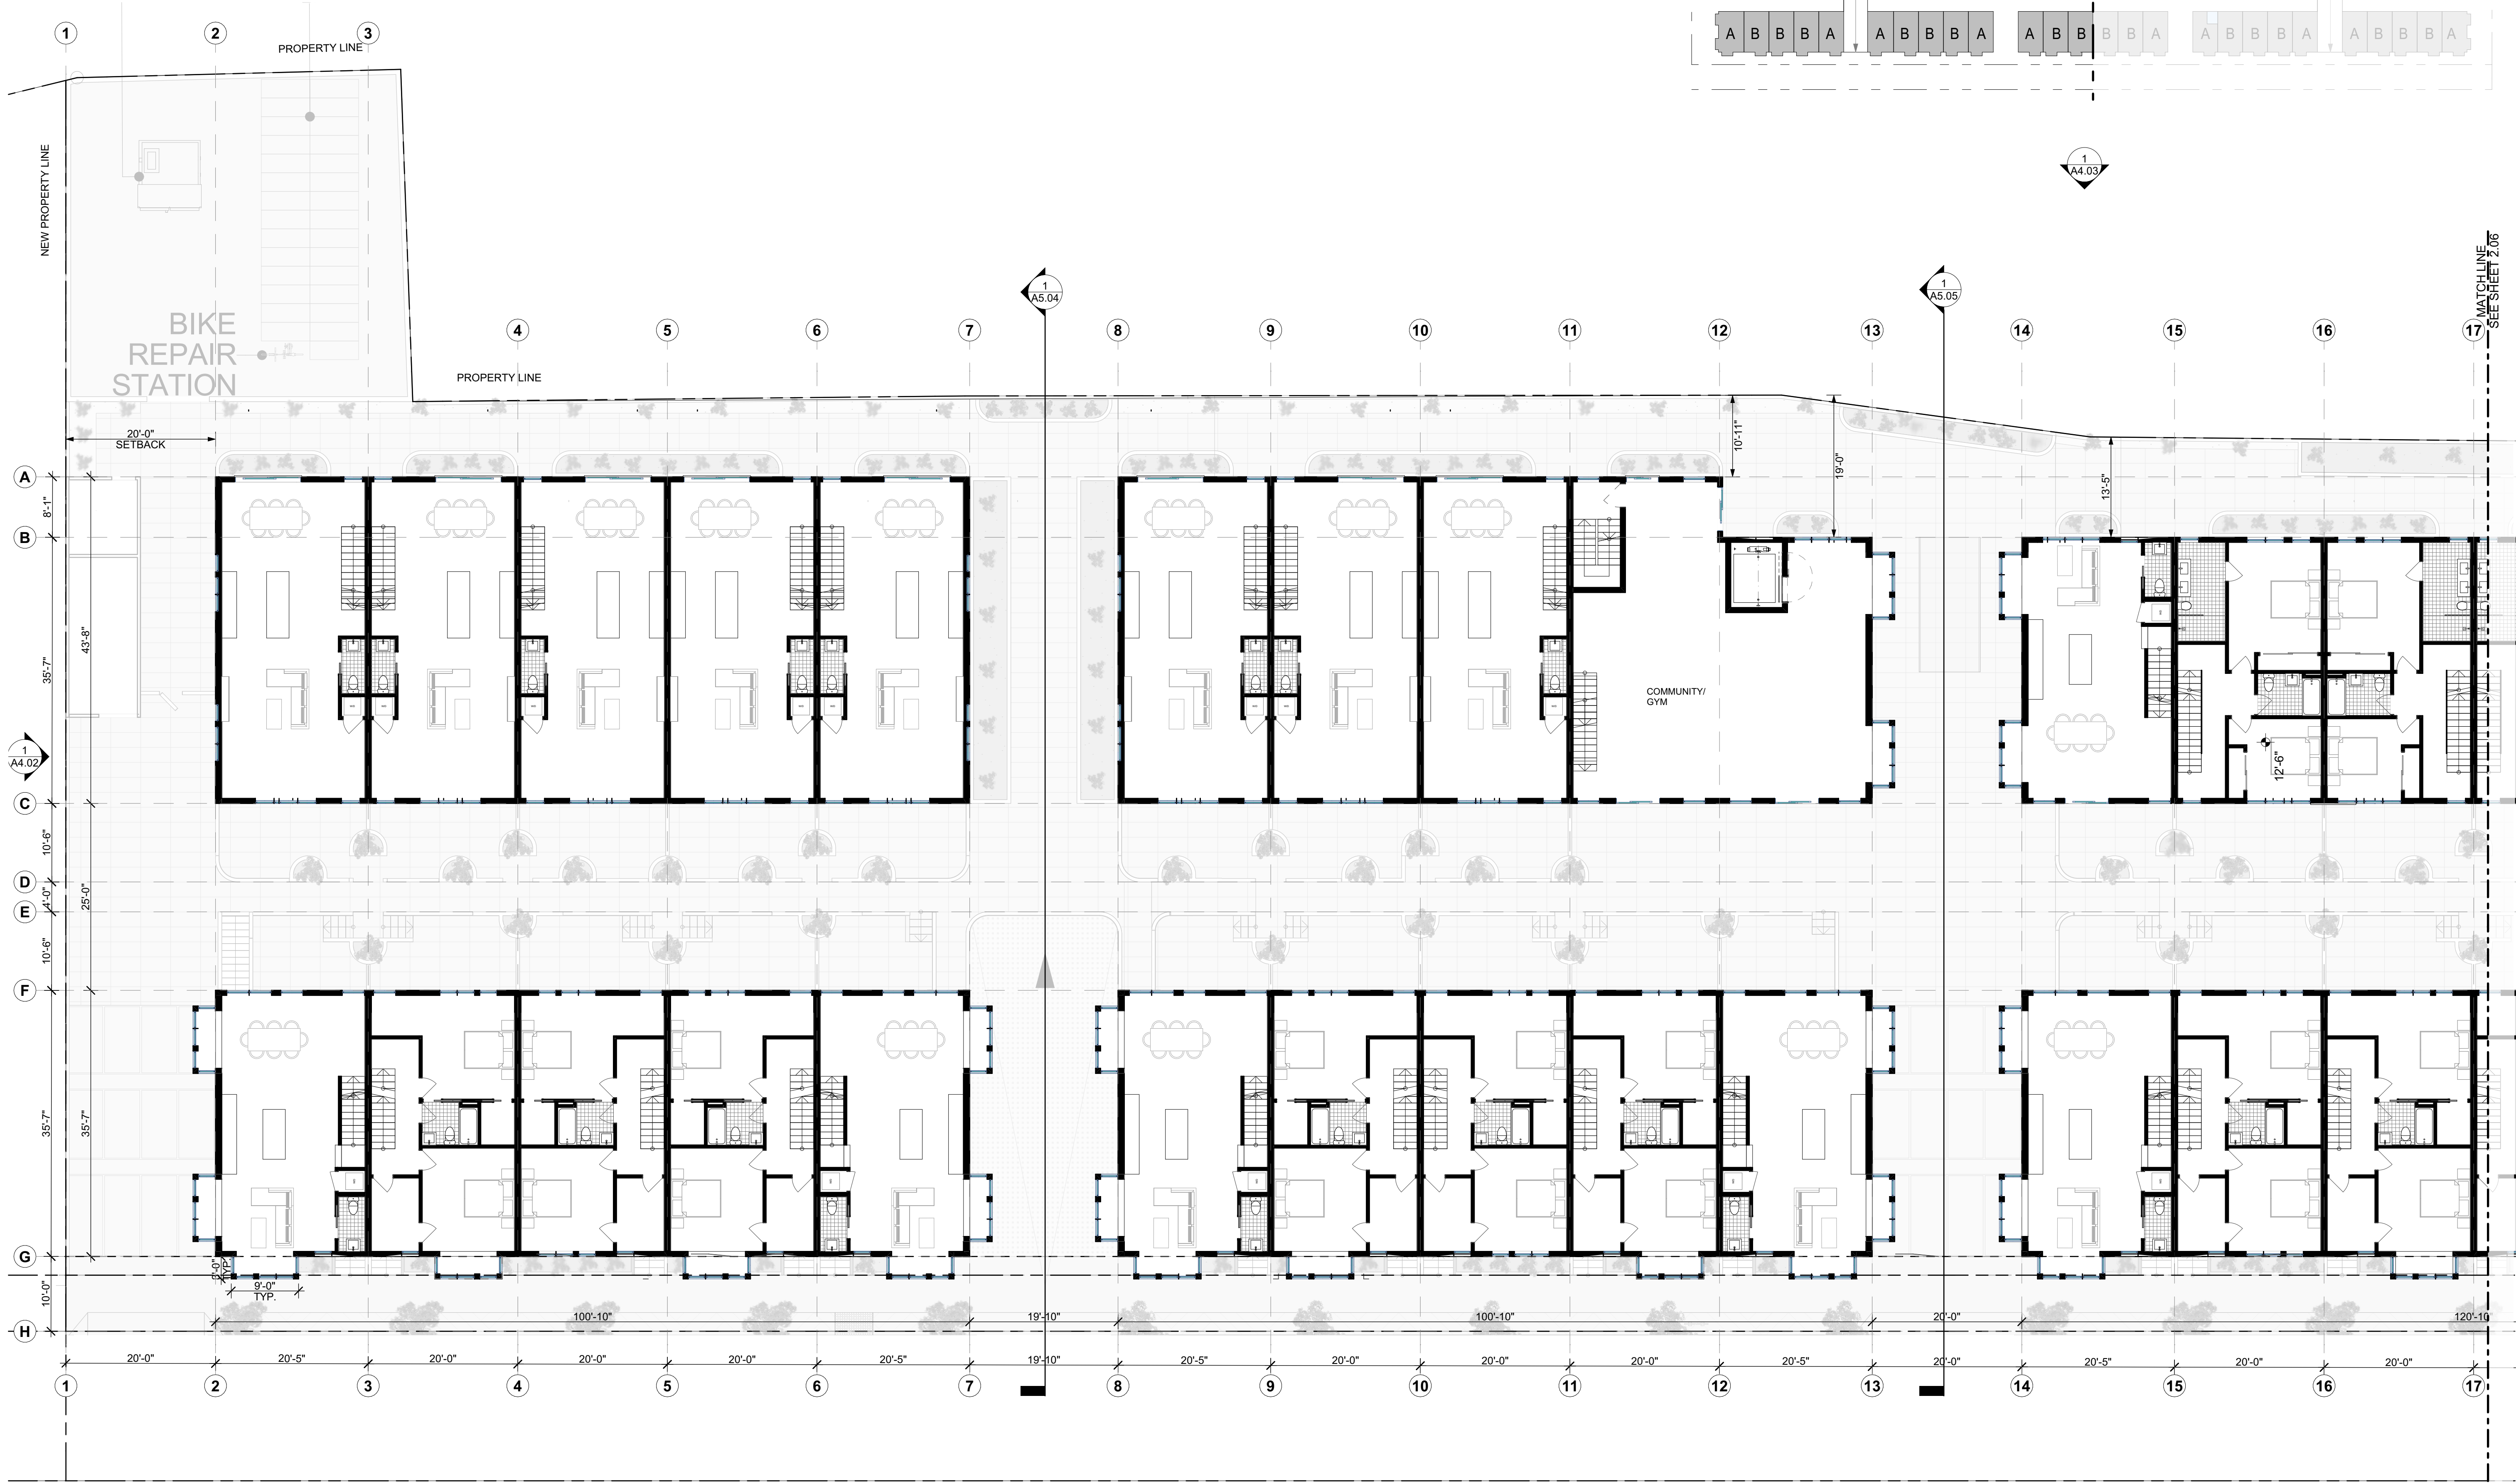 A B B B A A B B B A A B B B B A A B B B B A A B B B A
1 2 3
PROPERTY LINE
NEW PROPERTY LINE
1
A4.03
MATCH LINE
SEE SHEET 2.06
1
A5.04
1
A5.05
BIKE
REPAIR
STATION
4 5 6 7 8 9 10 11 12 13 14 15 16 17
PROPERTY LINE
20'-0"
SETBACK
10'-11"
19'-0"
13'-5"
A
8'-1"
B
43'-8"
35'-7"
COMMUNITY/
GYM
1
A4.02
12'-6"
C
10'-6"
D
4'-0"
25'-0"
E
10'-6"
F
35'-7"
35'-7"
G
TYP.
9'-0"
TYP.
10'-0"
H
100'-10" 19'-10" 100'-10" 20'-0" 120'-10
20'-0" 20'-5" 20'-0" 20'-0" 20'-0" 20'-5" 19'-10" 20'-5" 20'-0" 20'-0" 20'-0" 20'-5" 20'-0" 20'-5" 20'-0" 20'-0"
1 2 3 4 5 6 7 8 9 10 11 12 13 14 15 16 17